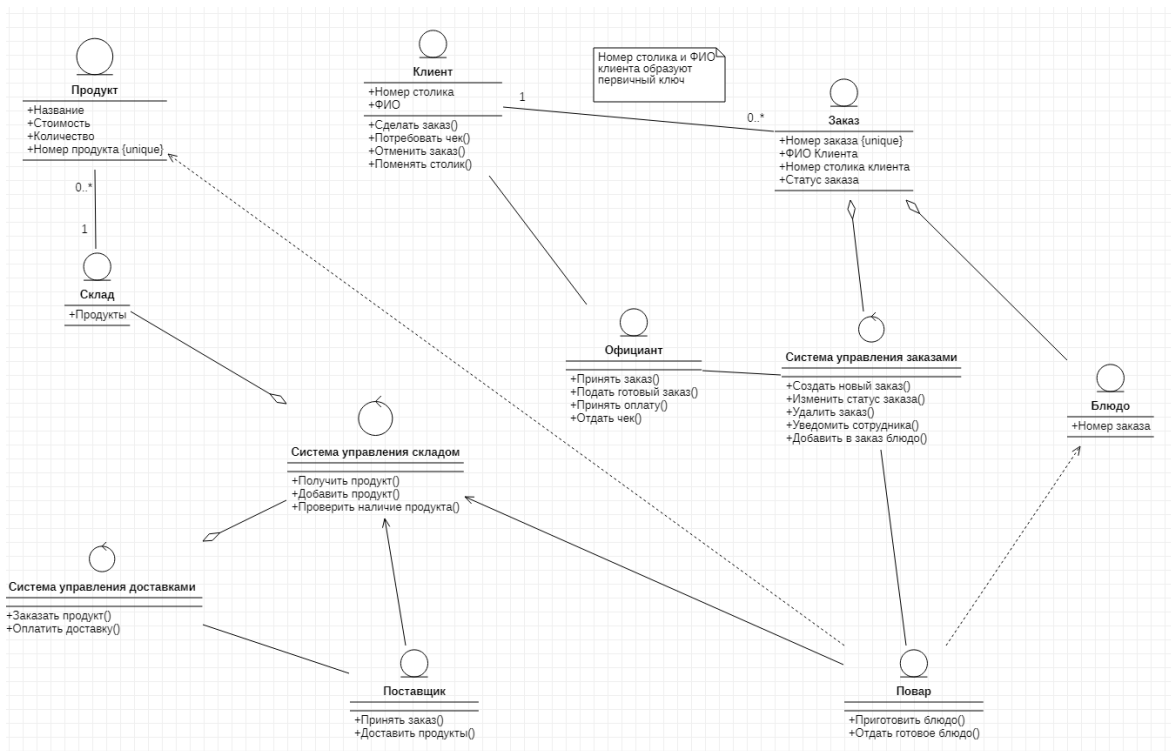 Продукт
+Название
+Стоимость
+Количество
+Номер продукта {unique}
0..*
1
Клиент
+Номер столика
+ФИО
+Сделать заказ()
+Потребовать чек()
+Отменить заказ()
+Поменять столик()
1
0..*
Номер столика и ФИО
клиента образуют
первичный ключ
Заказ
+Номер заказа {unique}
+ФИО Клиента
+Номер столика клиента
+Статус заказа
Склад
+Продукты
Официант
+Принять заказ()
+Подать готовый заказ()
+Принять оплату()
+Отдать чек()
Система управления заказами
+Создать новый заказ()
+Изменить статус заказа()
+Удалить заказ()
+Уведомить сотрудника()
+Добавить в заказ блюдо()
Блюдо
+Номер заказа
Система управления складом
+Получить продукт()
+Добавить продукт()
+Проверить наличие продукта()
Система управления доставками
+Заказать продукт()
+Оплатить доставку()
Поставщик
+Принять заказ()
+Доставить продукты()
Повар
+Приготовить блюдо()
+Отдать готовое блюдо()